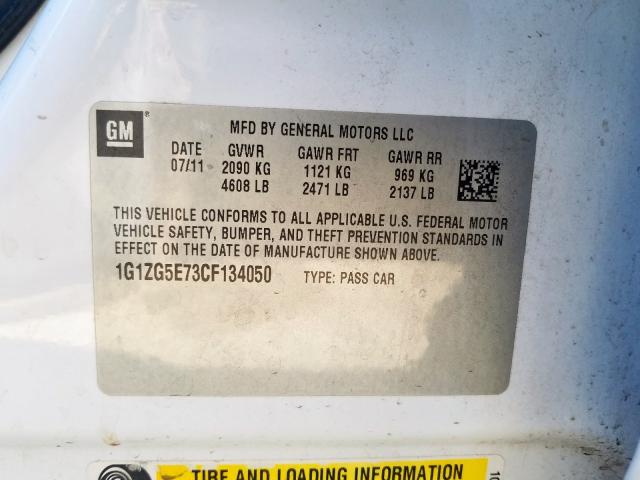 GM ®
MFD BY GENERAL MOTORS LLC
DATE GVWR GAWR FRT GAWR RR
07/11 2090 KG 1121 KG 969 KG
4608 LB 2471 LB 2137 LB
THIS VEHICLE CONFORMS TO ALL APPLICABLE U.S. FEDERAL MOTOR
VEHICLE SAFETY, BUMPER, AND THEFT PREVENTION STANDARDS IN
EFFECT ON THE DATE OF MANUFACTURE SHOWN ABOVE.
1G1ZG5E73CF134050 TYPE: PASS CAR
TIRE AND LOADING INFORMATION